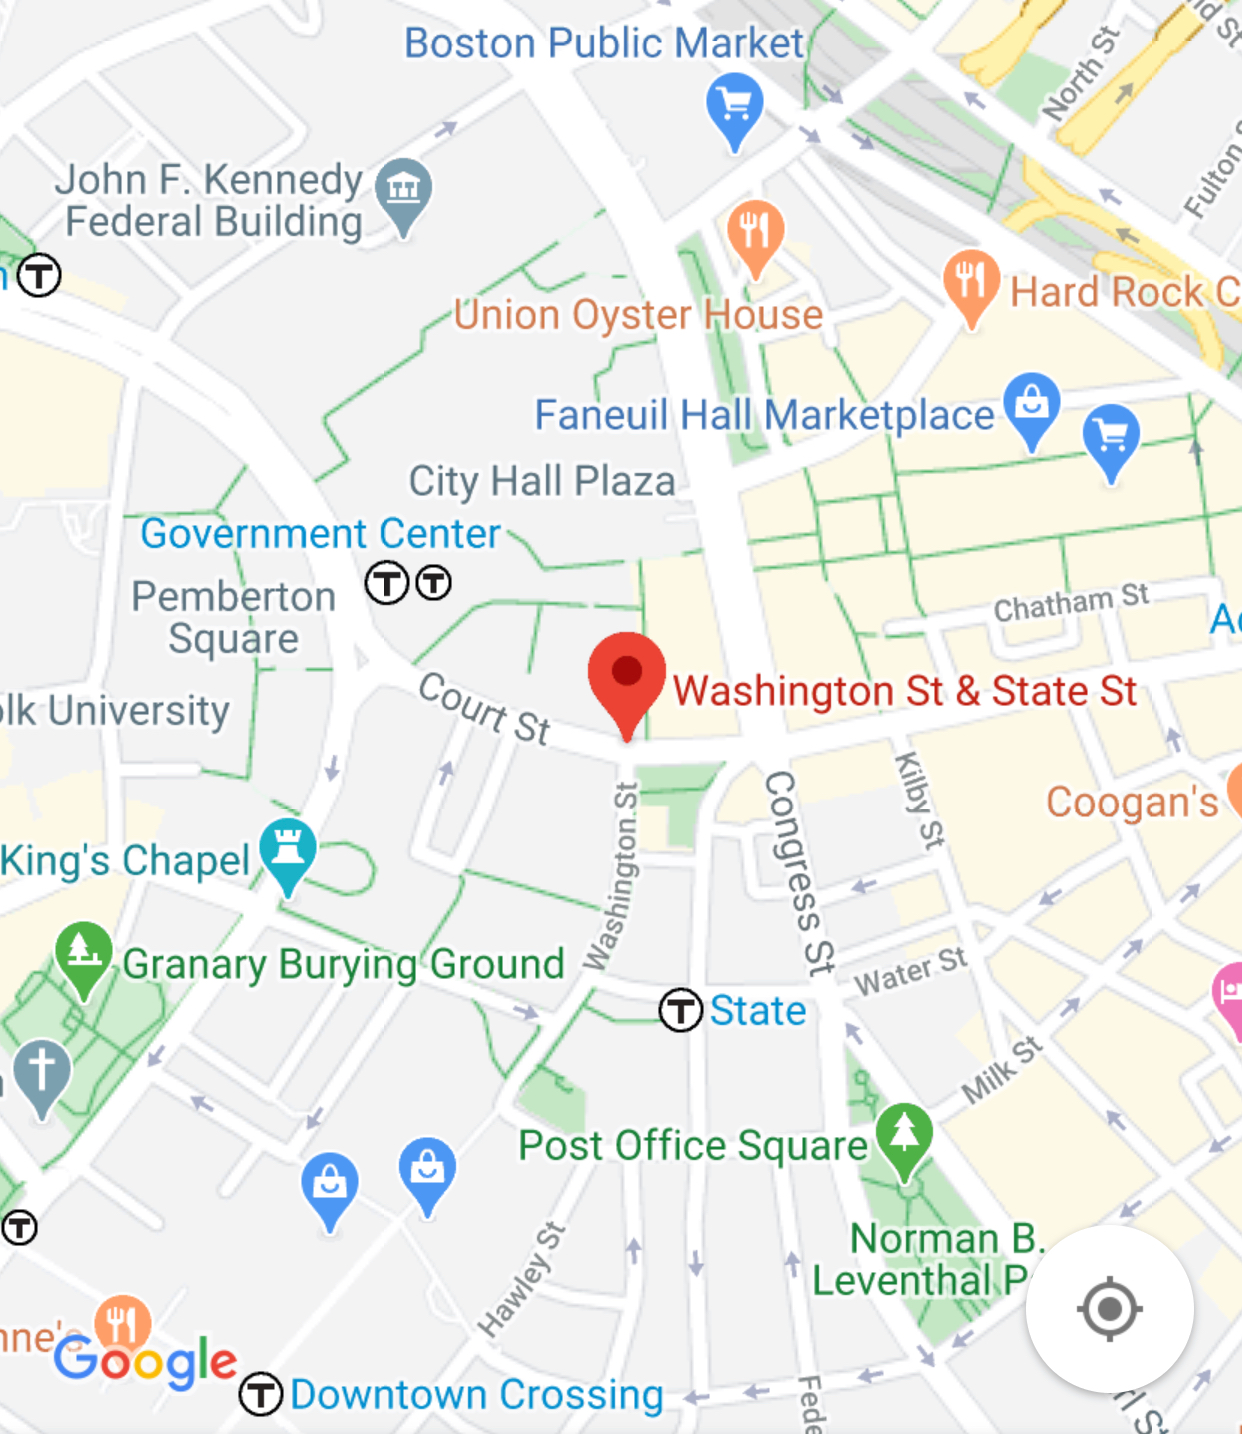 Boston Public Market
North St
Fulton
John F. Kennedy
Federal Building
T
Union Oyster House
Hard Rock C
Faneuil Hall Marketplace
City Hall Plaza
Government Center
T T
Pemberton
Square
Chatham St
Washington St & State St
Court St
lk University
Kilby St
Coogan's
Congress St
Washington St
King's Chapel
Granary Burying Ground
Water St
T State
Milk St
Post Office Square
T
Norman B.
Leventhal P
Hawley St
nne's
Google
T Downtown Crossing
Fede